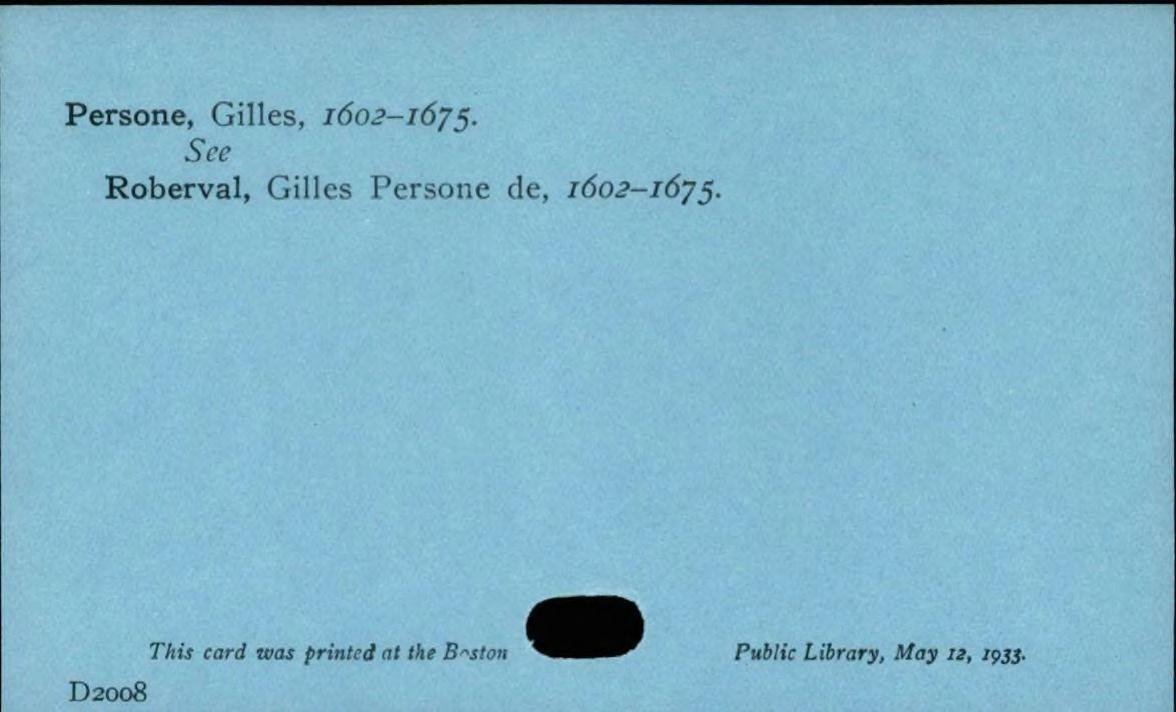 Persone, Gilles, 1602–1675.
See
Roberval, Gilles Persone de, 1602–1675.
This card was printed at the Boston Public Library, May 12, 1933.
D2008